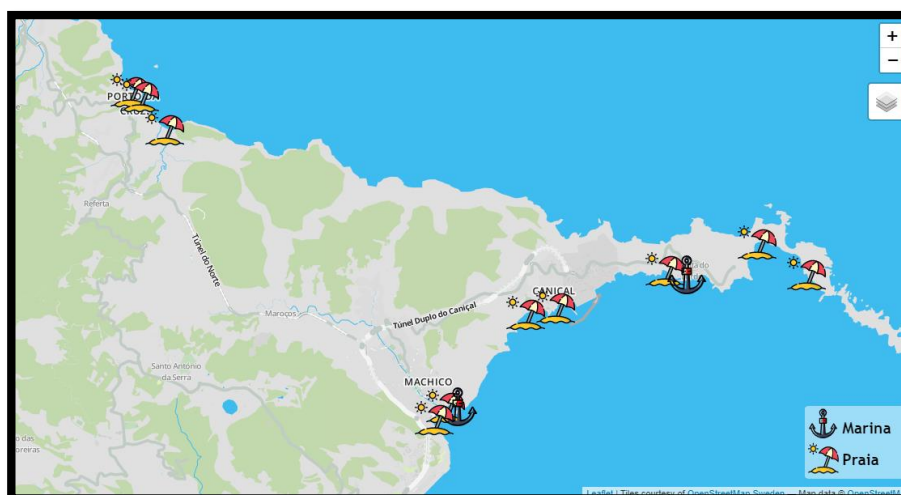 +
−
PORTO DA
CRUZ
Referta
Túnel do Norte
Maroços
Túnel Duplo do Caniçal
CANIÇAL
Santo António
da Serra
MACHICO
Marina
Praia
Leaflet | Tiles courtesy of OpenStreetMap Sweden — Map data © OpenStreetM